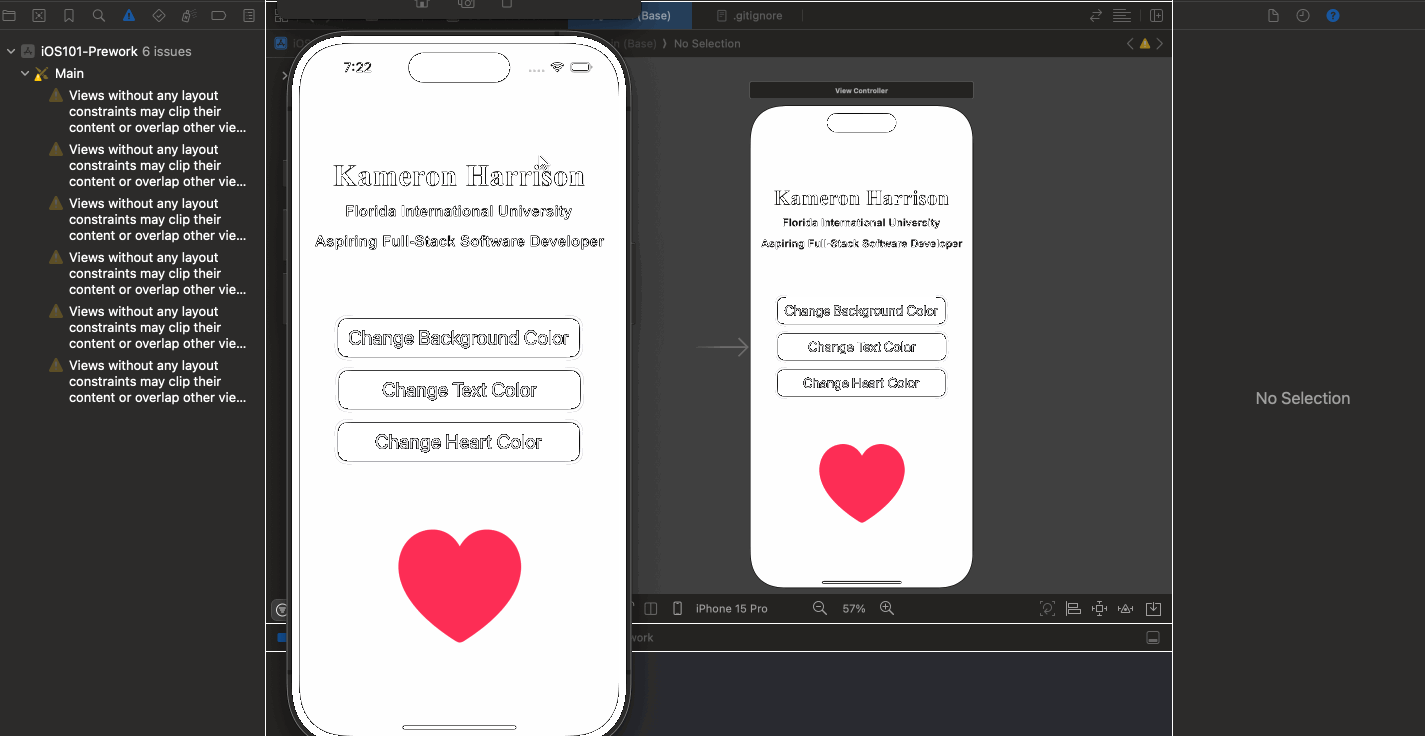 (Base)
.gitignore
iOS101-Prework 6 issues
(Base) ⟩ No Selection
Main
Views without any layout
constraints may clip their
content or overlap other vie...
Views without any layout
constraints may clip their
content or overlap other vie...
Views without any layout
constraints may clip their
content or overlap other vie...
Views without any layout
constraints may clip their
content or overlap other vie...
Views without any layout
constraints may clip their
content or overlap other vie...
Views without any layout
constraints may clip their
content or overlap other vie...
7:22
Kameron Harrison
Florida International University
Aspiring Full-Stack Software Developer
Change Background Color
Change Text Color
Change Heart Color
View Controller
Kameron Harrison
Florida International University
Aspiring Full-Stack Software Developer
Change Background Color
Change Text Color
Change Heart Color
iPhone 15 Pro
57%
No Selection